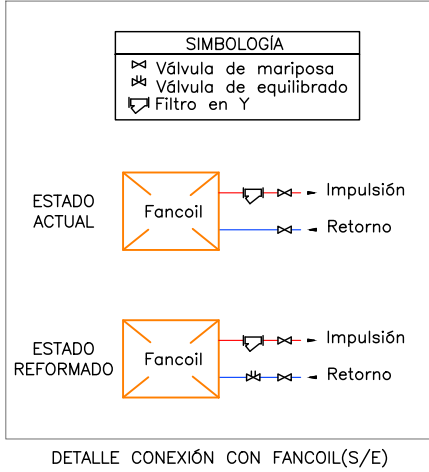 SIMBOLOGÍA
Válvula de mariposa
Válvula de equilibrado
Filtro en Y
ESTADO
ACTUAL
Fancoil
Impulsión
Retorno
ESTADO
REFORMADO
Fancoil
Impulsión
Retorno
DETALLE CONEXIÓN CON FANCOIL(S/E)